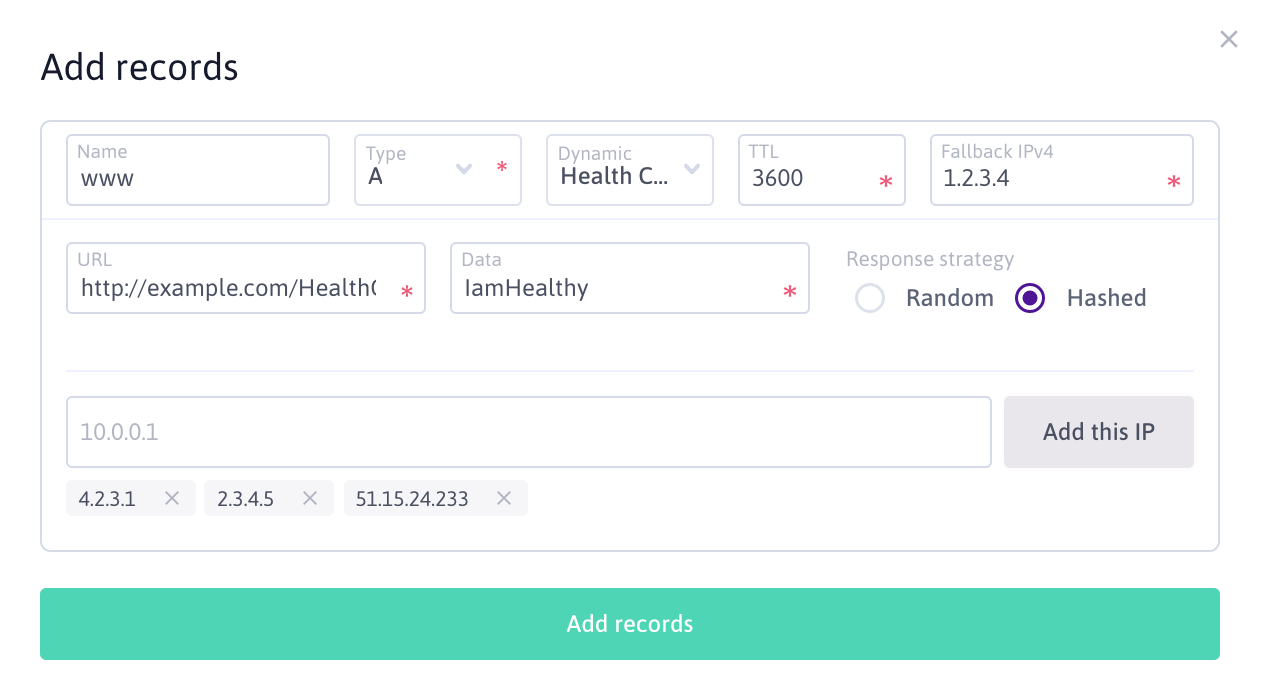 Add records
Name
www
Type
A
*
Dynamic
Health C...
TTL
3600
*
Fallback IPv4
1.2.3.4
*
URL
http://example.com/Health
*
Data
IamHealthy
*
Response strategy
Random
Hashed
10.0.0.1
Add this IP
4.2.3.1
2.3.4.5
51.15.24.233
Add records